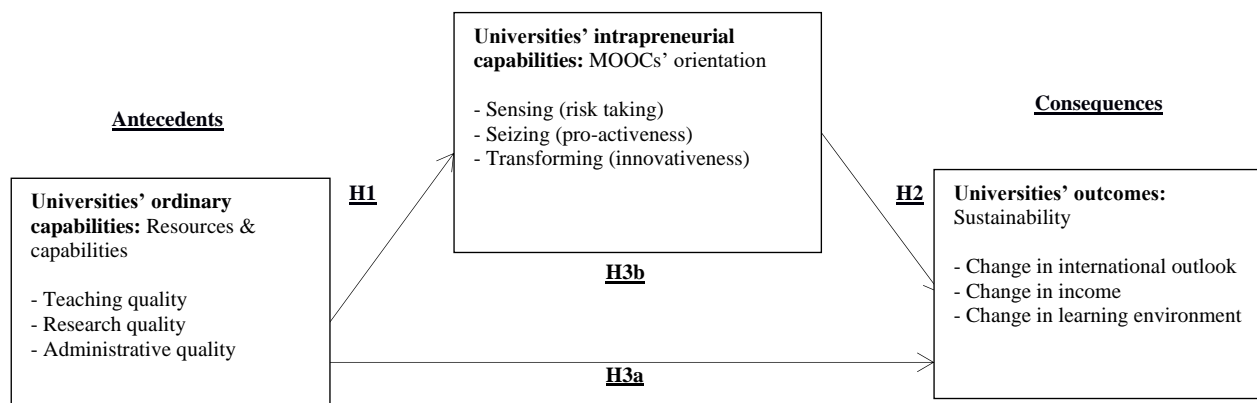 Antecedents
Universities’ ordinary
capabilities: Resources &
capabilities
- Teaching quality
- Research quality
- Administrative quality
H1
Universities’ intrapreneurial
capabilities: MOOCs’ orientation
- Sensing (risk taking)
- Seizing (pro-activeness)
- Transforming (innovativeness)
H3b
H3a
H2
Consequences
Universities’ outcomes:
Sustainability
- Change in international outlook
- Change in income
- Change in learning environment